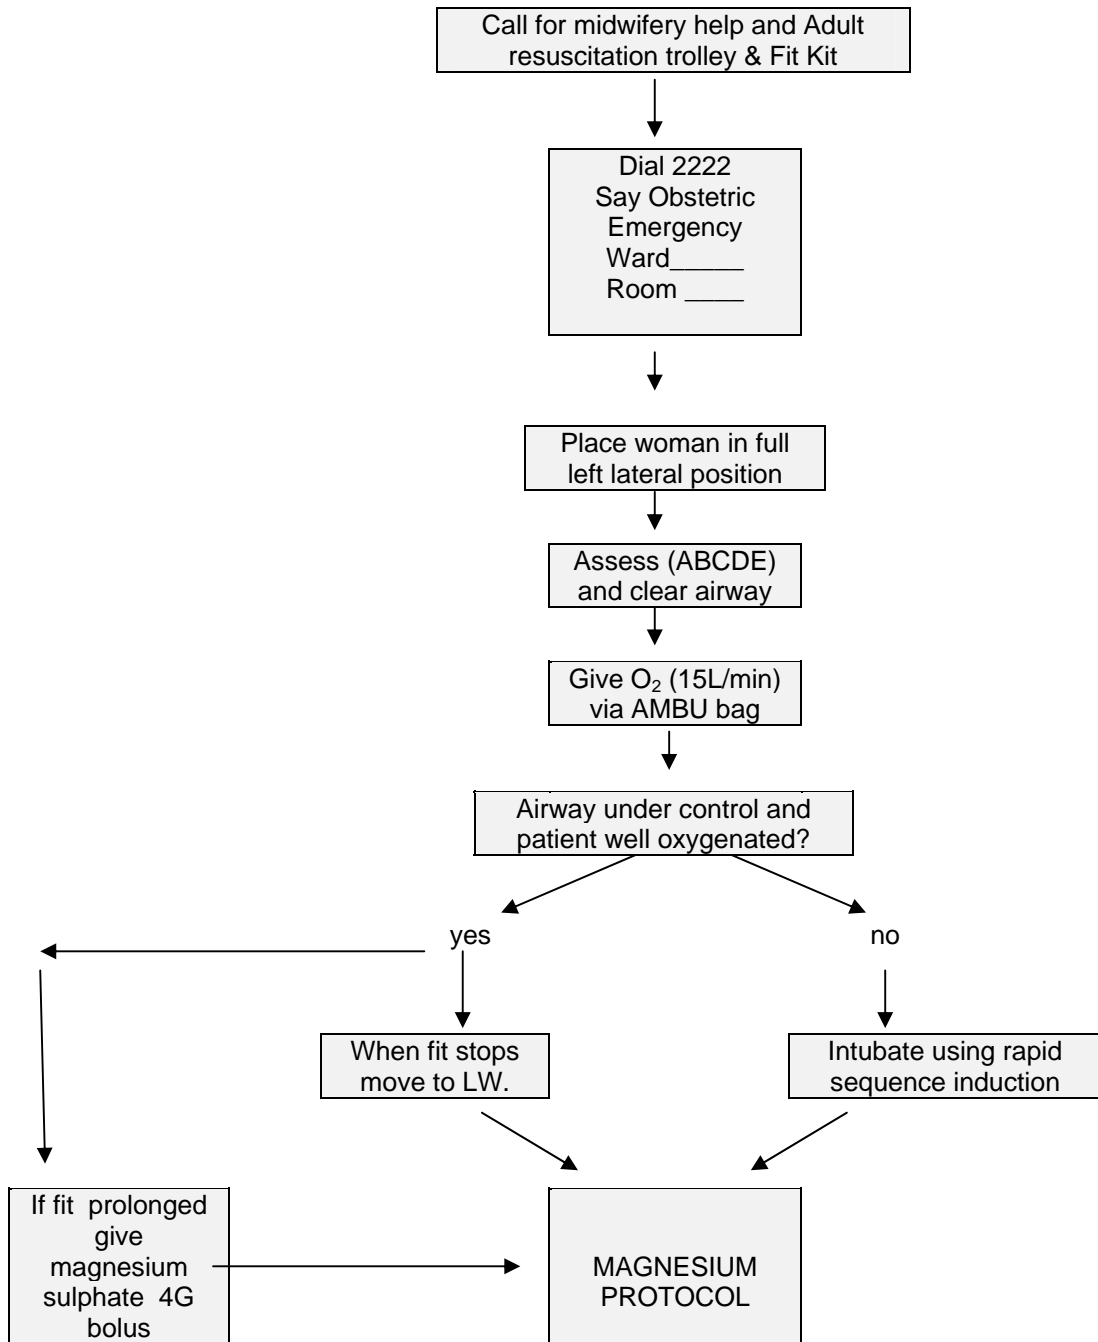 Call for midwifery help and Adult
resuscitation trolley & Fit Kit
Dial 2222
Say Obstetric
Emergency
Ward_____
Room ____
Place woman in full
left lateral position
Assess (ABCDE)
and clear airway
Give O₂ (15L/min)
via AMBU bag
Airway under control and
patient well oxygenated?
yes
no
When fit stops
move to LW.
Intubate using rapid
sequence induction
If fit  prolonged
give
magnesium
sulphate  4G
bolus
MAGNESIUM
PROTOCOL